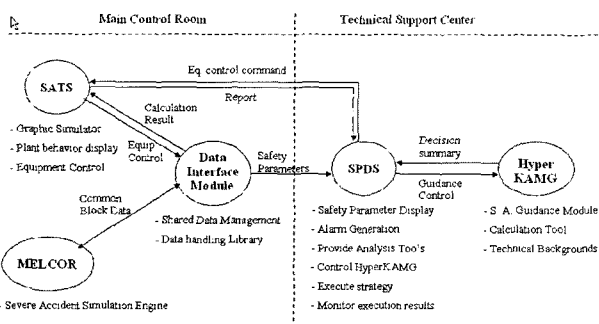 Main Control Room
Technical Support Center
Eq. control command
Report
SATS
Calculation
Result
- Graphic Simulator
- Plant behavior display
- Equipment Control
Equip
Control
Data
Interface
Module
Safety
Parameters
SPDS
Decision
summary
Guidance
Control
Hyper
KAMG
Common
Block Data
- Shared Data Management
- Data handling Library
- Safety Parameter Display
- Alarm Generation
- Provide Analysis Tool's
- Control HyperKAMG
- Execute strategy
- Monitor execution results
- S. A. Guidance Module
- Calculation Tool
- Technical Backgrounds
MELCOR
- Severe Accident Simulation Engine